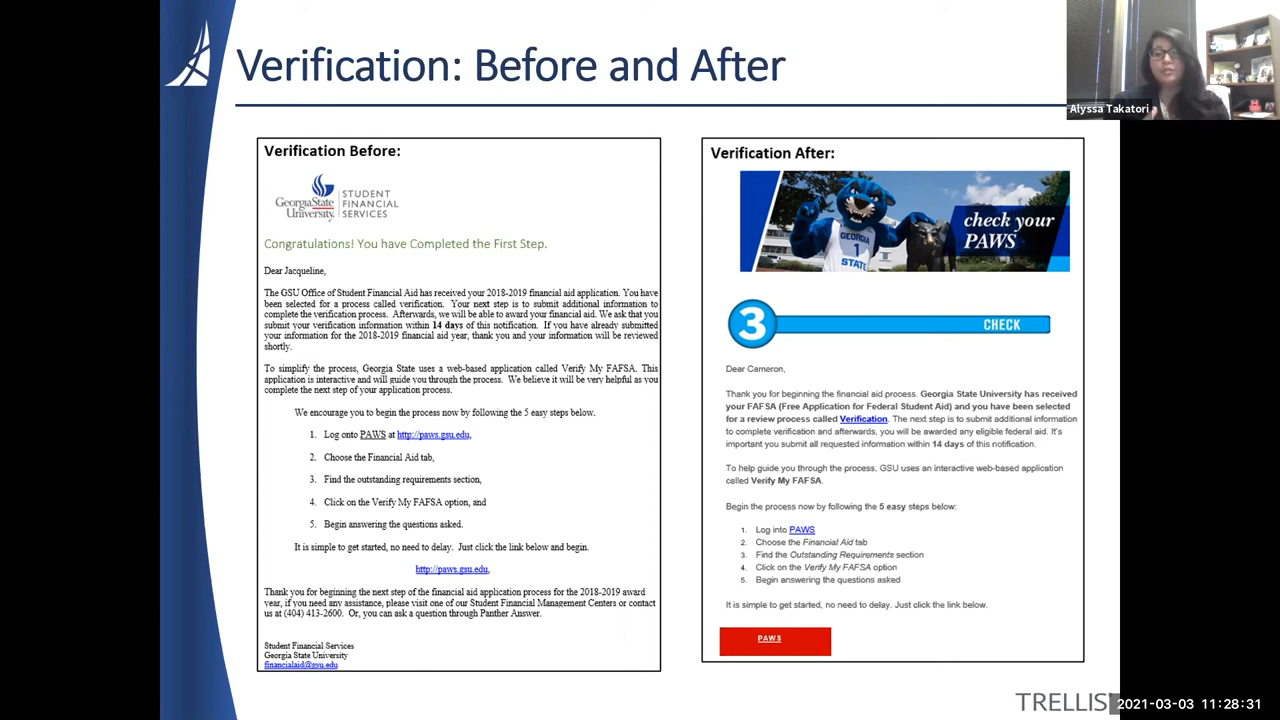 Verification: Before and After
Alyssa Takatori
Verification Before:
GeorgiaState
University.
STUDENT
FINANCIAL
SERVICES
Congratulations! You have Completed the First Step.
Dear Jacqueline,
The GSU Office of Student Financial Aid has received your 2018-2019 financial aid application. You have
been selected for a process called verification. Your next step is to submit additional information to
complete the verification process. Afterwards, we will be able to award your financial aid. We ask that you
submit your verification information within 14 days of this notification. If you have already submitted
your information for the 2018-2019 financial aid year, thank you and your information will be reviewed
shortly.
To simplify the process, Georgia State uses a web-based application called Verify My FAFSA. This
application is interactive and will guide you through the process. We believe it will be very helpful as you
complete the next step of your application process.
We encourage you to begin the process now by following the 5 easy steps below.
1. Log onto PAWS at http://paws.gsu.edu,
2. Choose the Financial Aid tab,
3. Find the outstanding requirements section,
4. Click on the Verify My FAFSA option, and
5. Begin answering the questions asked.
It is simple to get started, no need to delay. Just click the link below and begin.
http://paws.gsu.edu,
Thank you for beginning the next step of the financial aid application process for the 2018-2019 award
year, if you need any assistance, please visit one of our Student Financial Management Centers or contact
us at (404) 413-2600. Or, you can ask a question through Panther Answer.
Student Financial Services
Georgia State University
financialaid@gsu.edu
Verification After:
GEORGIA
1
STATE
check your
PAWS
3
CHECK
Dear Cameron,
Thank you for beginning the financial aid process. Georgia State University has received
your FAFSA (Free Application for Federal Student Aid) and you have been selected
for a review process called Verification. The next step is to submit additional information
to complete verification and afterwards, you will be awarded any eligible federal aid. It's
important you submit all requested information within 14 days of this notification.
To help guide you through the process, GSU uses an interactive web-based application
called Verify My FAFSA.
Begin the process now by following the 5 easy steps below:
1. Log into PAWS
2. Choose the Financial Aid tab
3. Find the Outstanding Requirements section
4. Click on the Verify My FAFSA option
5. Begin answering the questions asked
It is simple to get started, no need to delay. Just click the link below.
PAWS
TRELLIS
2021-03-03 11:28:31